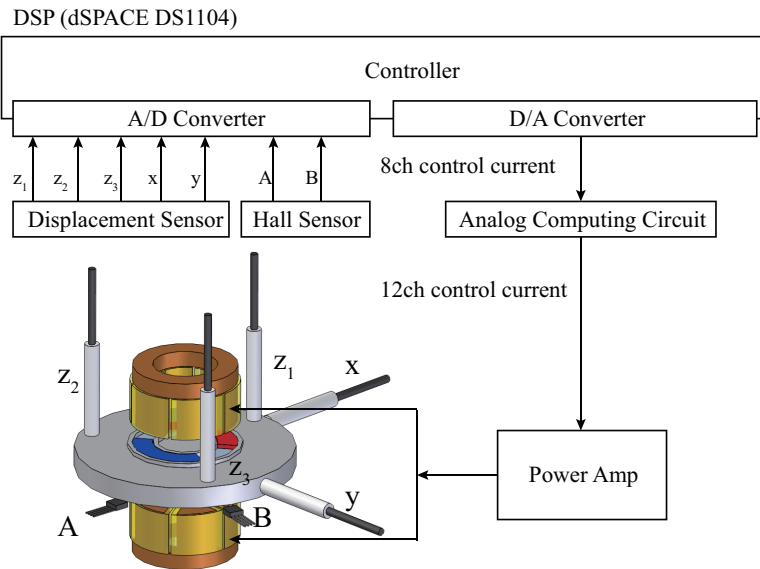 DSP (dSPACE DS1104)
Controller
A/D Converter
D/A Converter
z1 z2 z3 x y A B
8ch control current
Displacement Sensor
Hall Sensor
Analog Computing Circuit
12ch control current
z1
x
z2
z3
Power Amp
y
A
B